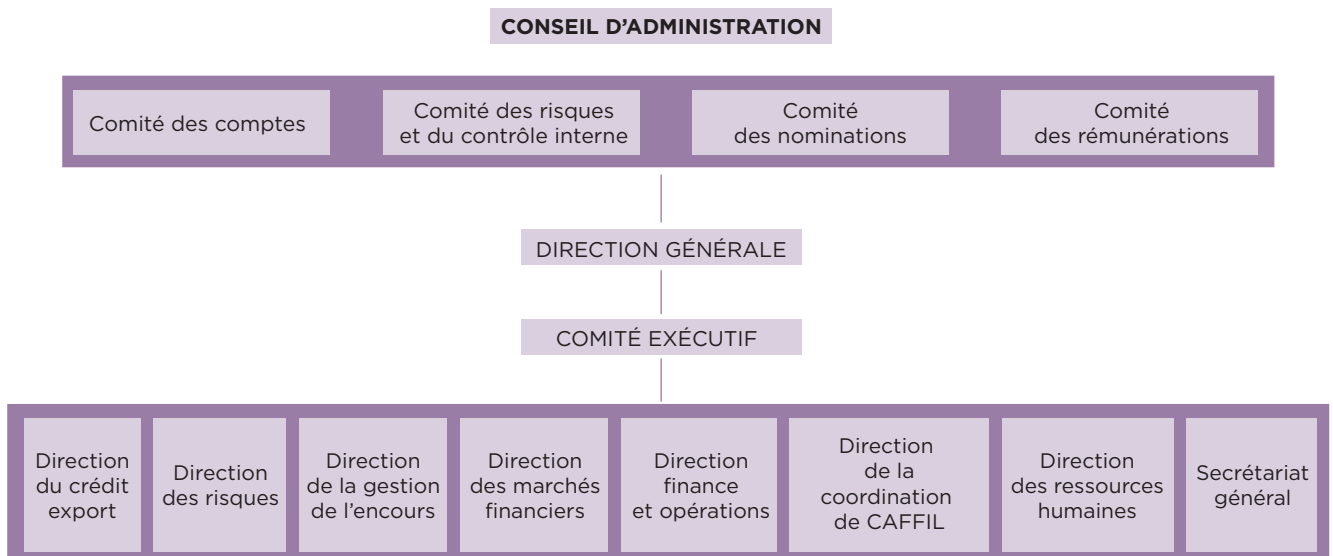 CONSEIL D’ADMINISTRATION
Comité des comptes
Comité des risques
et du contrôle interne
Comité
des nominations
Comité
des rémunérations
DIRECTION GÉNÉRALE
COMITÉ EXÉCUTIF
Direction
du crédit
export
Direction
des risques
Direction
de la gestion
de l’encours
Direction
des marchés
financiers
Direction
finance
et opérations
Direction
de la
coordination
de CAFFIL
Direction
des ressources
humaines
Secrétariat
général